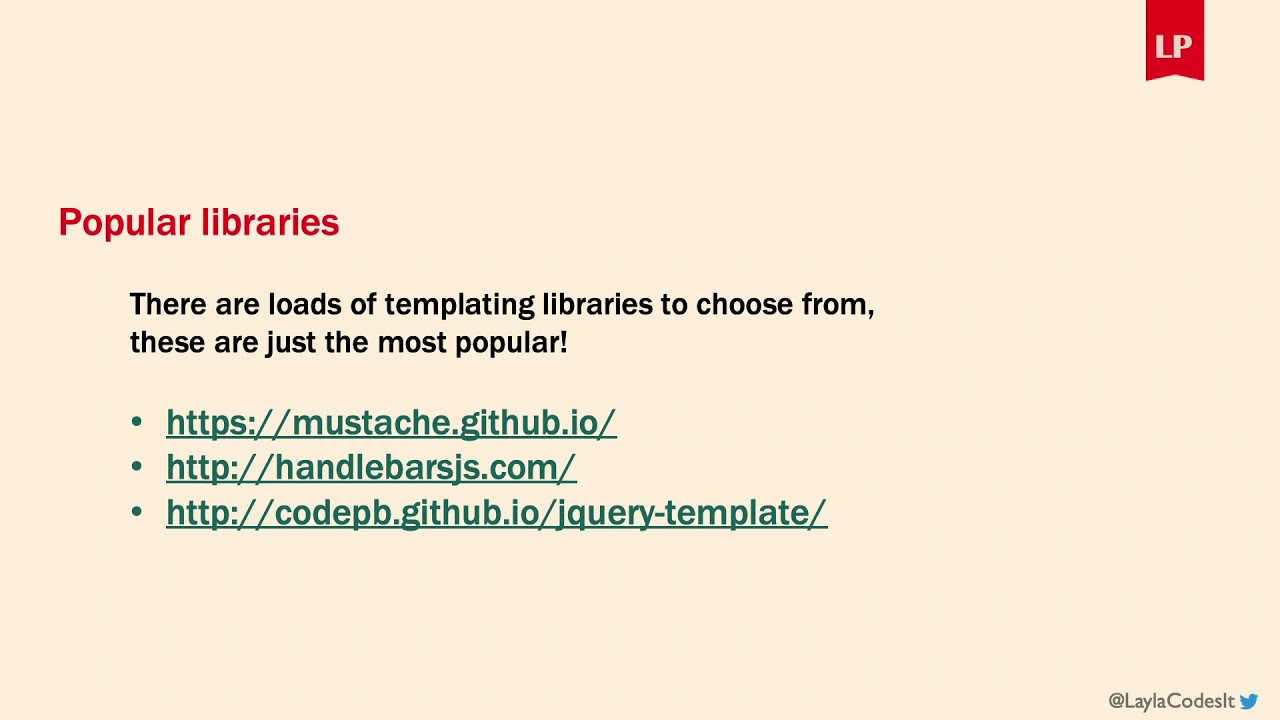 LP
Popular libraries
There are loads of templating libraries to choose from,
these are just the most popular!
• https://mustache.github.io/
• http://handlebarsjs.com/
• http://codepb.github.io/jquery-template/
@LaylaCodesIt